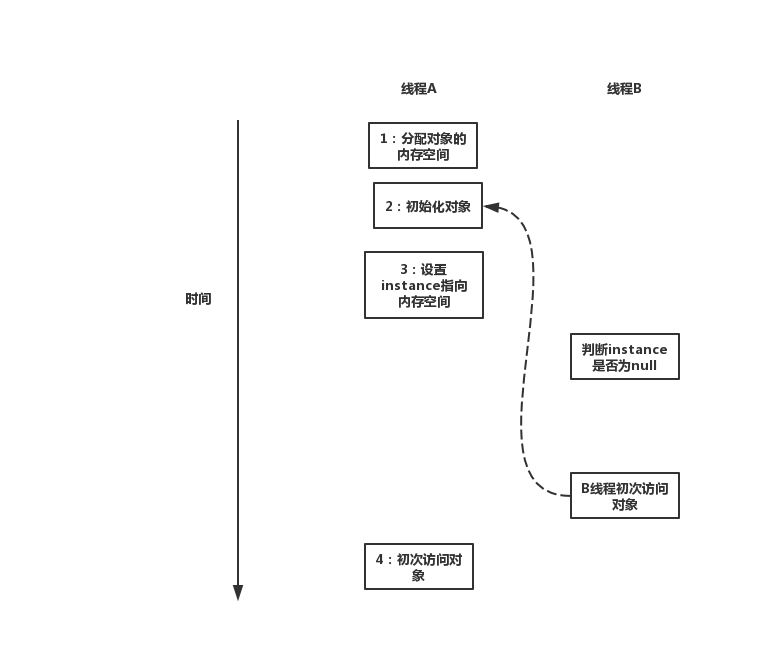 线程A
线程B
1：分配对象的
内存空间
2：初始化对象
3：设置
instance指向
内存空间
时间
判断instance
是否为null
B线程初次访问
对象
4：初次访问对
象